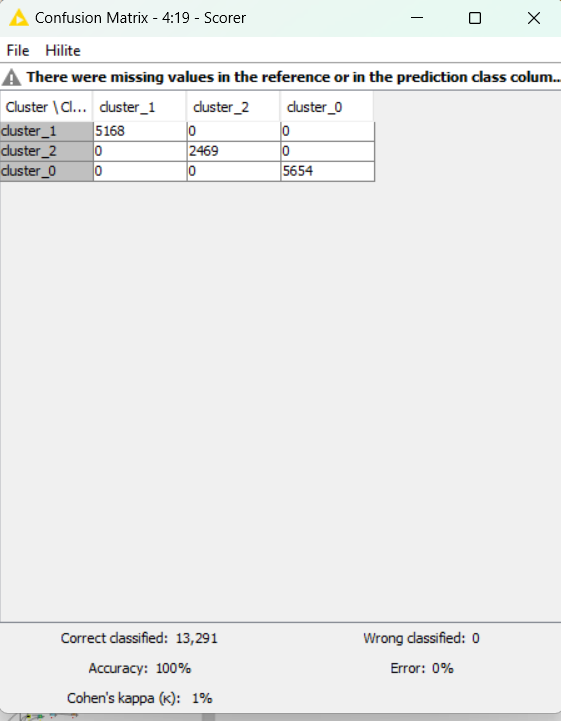 Confusion Matrix - 4:19 - Scorer
File Hilite
There were missing values in the reference or in the prediction class colum...
Cluster \ Cl... cluster_1 cluster_2 cluster_0
cluster_1 5168 0 0
cluster_2 0 2469 0
cluster_0 0 0 5654
Correct classified: 13,291 Wrong classified: 0
Accuracy: 100% Error: 0%
Cohen's kappa (κ): 1%